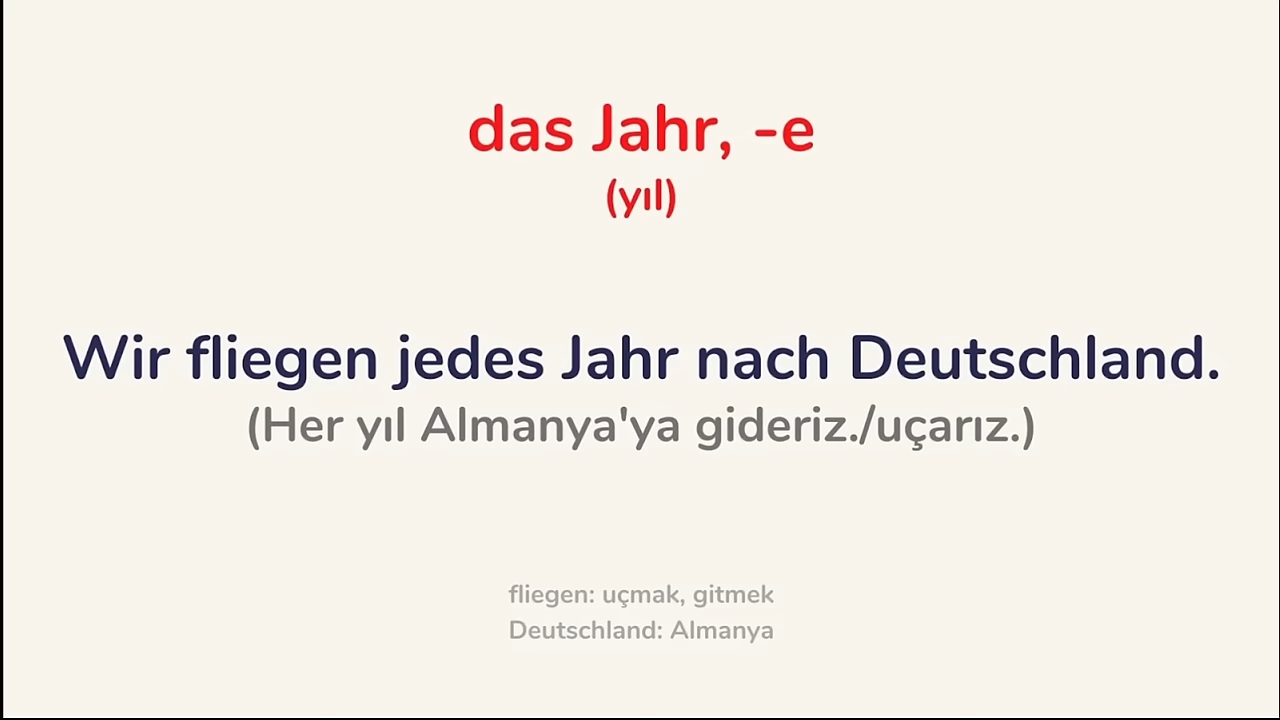 das Jahr, -e
(yıl)
Wir fliegen jedes Jahr nach Deutschland.
(Her yıl Almanya'ya gideriz./uçarız.)
fliegen: uçmak, gitmek
Deutschland: Almanya